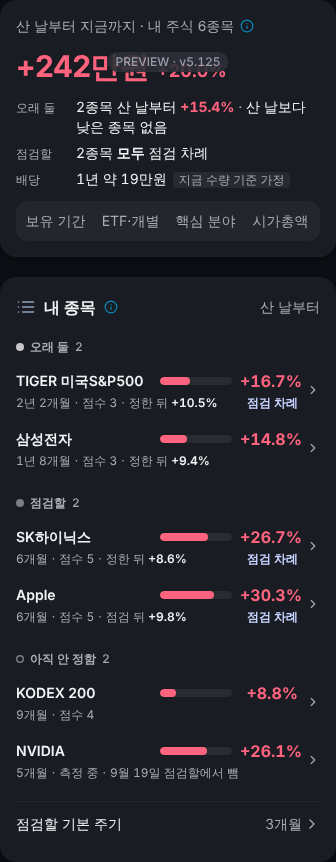 산 날부터 지금까지 · 내 주식 6종목
+242만원 +20.0%
PREVIEW · v5.125
오래 둘 2종목 산 날부터 +15.4% · 산 날보다
낮은 종목 없음
점검할 2종목 모두 점검 차례
배당 1년 약 19만원 지금 수량 기준 가정
보유 기간 ETF·개별 핵심 분야 시가총액
내 종목 산 날부터
오래 둘 2
TIGER 미국S&P500 +16.7%
2년 2개월 · 점수 3 · 정한 뒤 +10.5% 점검 차례
삼성전자 +14.8%
1년 8개월 · 점수 3 · 정한 뒤 +9.4%
점검할 2
SK하이닉스 +26.7%
6개월 · 점수 5 · 정한 뒤 +8.6% 점검 차례
Apple +30.3%
6개월 · 점수 5 · 점검 뒤 +9.8% 점검 차례
아직 안 정함 2
KODEX 200 +8.8%
9개월 · 점수 4
NVIDIA +26.1%
5개월 · 측정 중 · 9월 19일 점검할에서 뺌
점검할 기본 주기 3개월